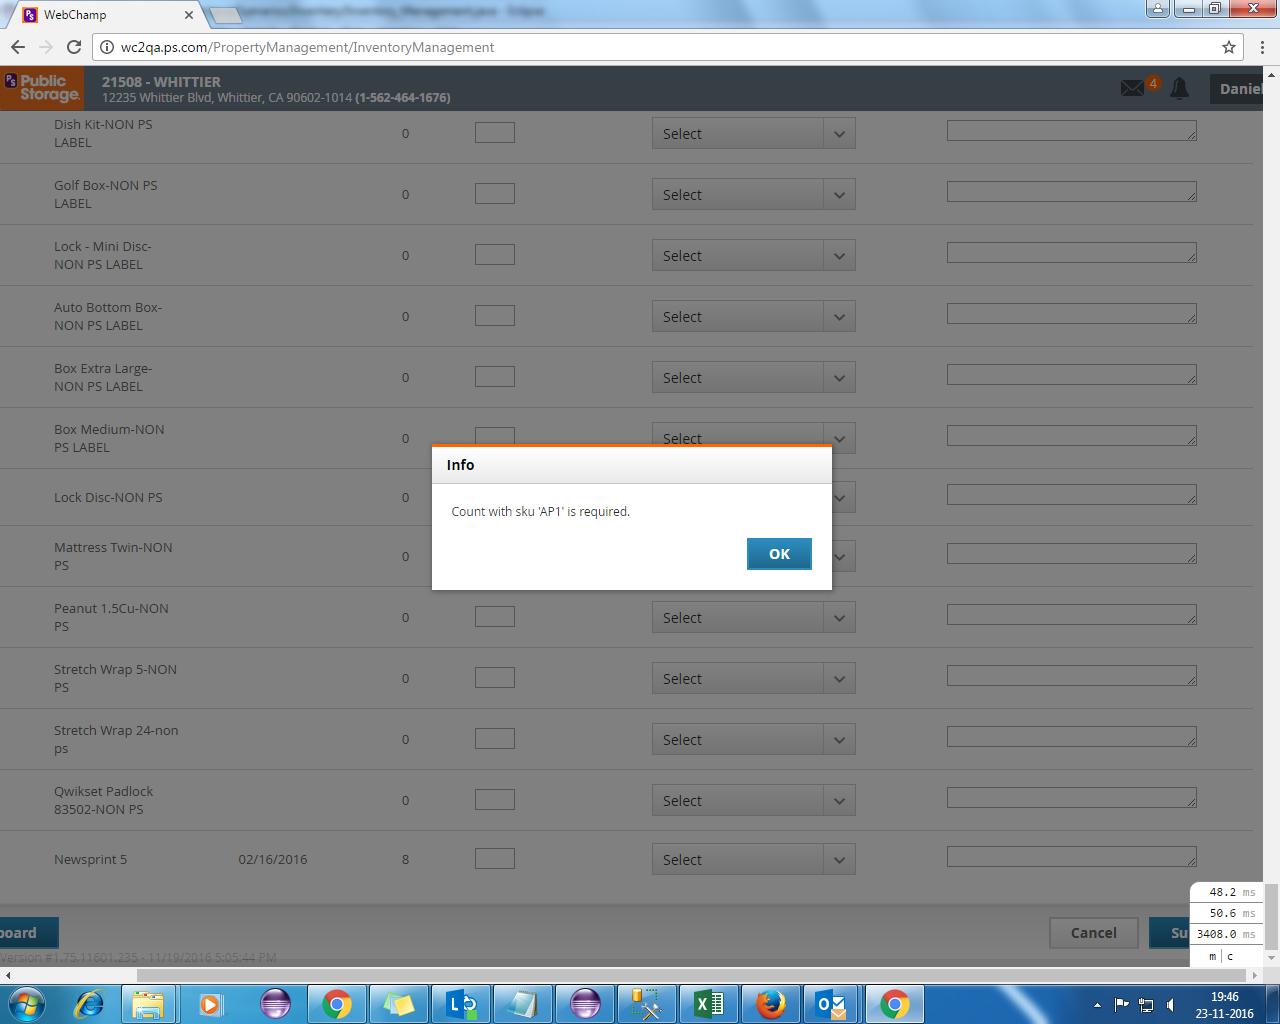 WebChamp
wc2qa.ps.com/PropertyManagement/InventoryManagement
Public
Storage.
21508 - WHITTIER
12235 Whittier Blvd, Whittier, CA 90602-1014 (1-562-464-1676)
4
Daniel
Dish Kit-NON PS
LABEL
0
Select
Golf Box-NON PS
LABEL
0
Select
Lock - Mini Disc-
NON PS LABEL
0
Select
Auto Bottom Box-
NON PS LABEL
0
Select
Box Extra Large-
NON PS LABEL
0
Select
Box Medium-NON
PS LABEL
0
Select
Info
Count with sku 'AP1' is required.
OK
Lock Disc-NON PS
0
Mattress Twin-NON
PS
0
Peanut 1.5Cu-NON
PS
0
Select
Stretch Wrap 5-NON
PS
0
Select
Stretch Wrap 24-non
ps
0
Select
Qwikset Padlock
83502-NON PS
0
Select
Newsprint 5 02/16/2016 8
Select
48.2 ms
50.6 ms
3408.0 ms
m | c
board
Cancel
Su
Version #1.75.11601.235 - 11/19/2016 5:05:44 PM
19:46
23-11-2016